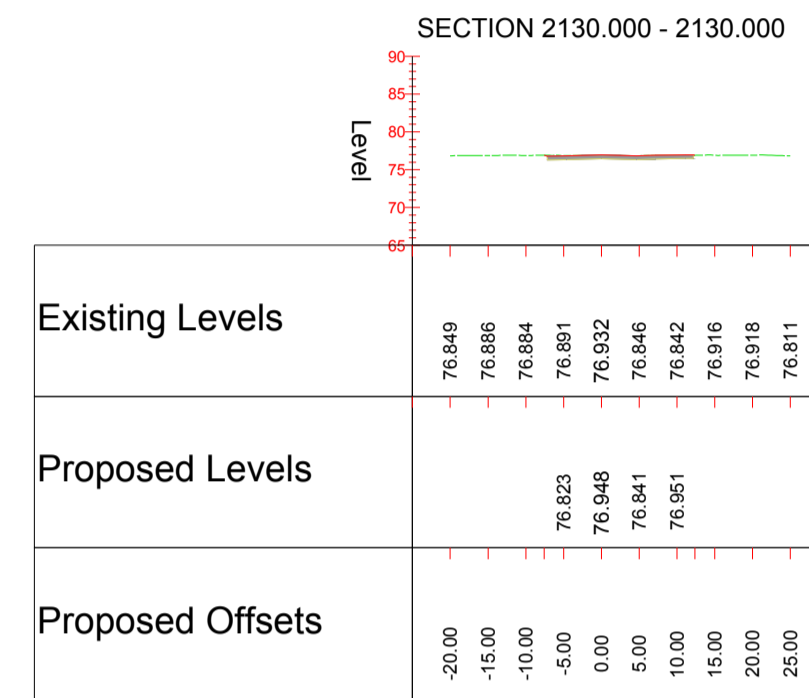 SECTION 2130.000 - 2130.000
Level
90
85
80
75
70
65
Existing Levels
76.849 76.886 76.884 76.891 76.932 76.846 76.842 76.916 76.918 76.811
Proposed Levels
76.823 76.948 76.841 76.951
Proposed Offsets
-20.00 -15.00 -10.00 -5.00 0.00 5.00 10.00 15.00 20.00 25.00